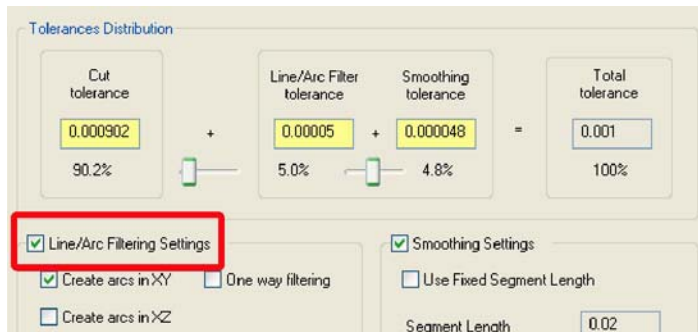 Tolerances Distribution
Cut tolerance
Line/Arc Filter tolerance
Smoothing tolerance
Total tolerance
0.000902 + 0.00005 + 0.000048 = 0.001
90.2% 5.0% 4.8% 100%
Line/Arc Filtering Settings
Smoothing Settings
Create arcs in XY
One way filtering
Use Fixed Segment Length
Create arcs in XZ
Segment Length 0.02